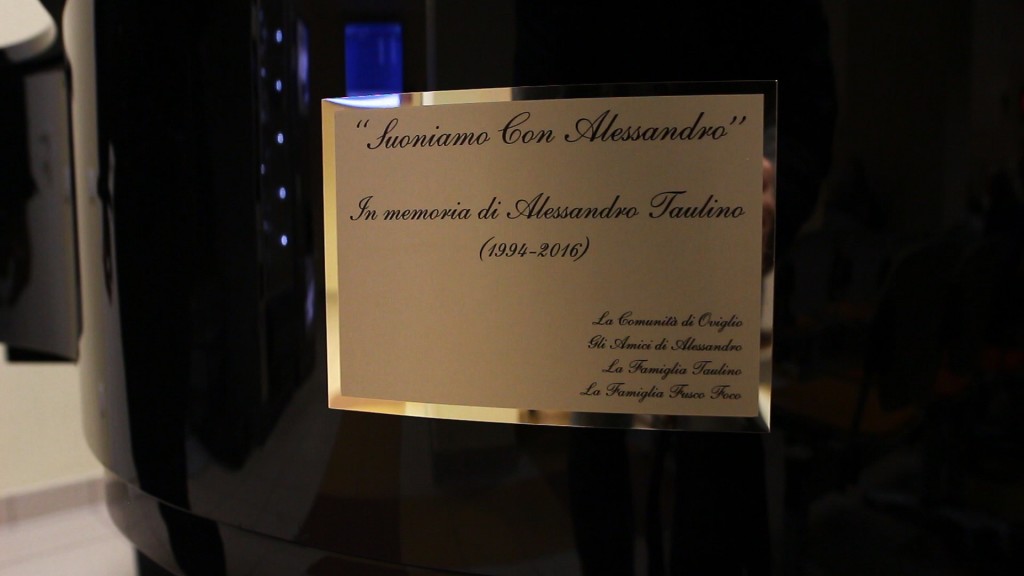 “Suoniamo Con Alessandro”
In memoria di Alessandro Taulino
(1994-2016)
La Comunità di Oviglio
Gli Amici di Alessandro
La Famiglia Taulino
La Famiglia Fusco Foco